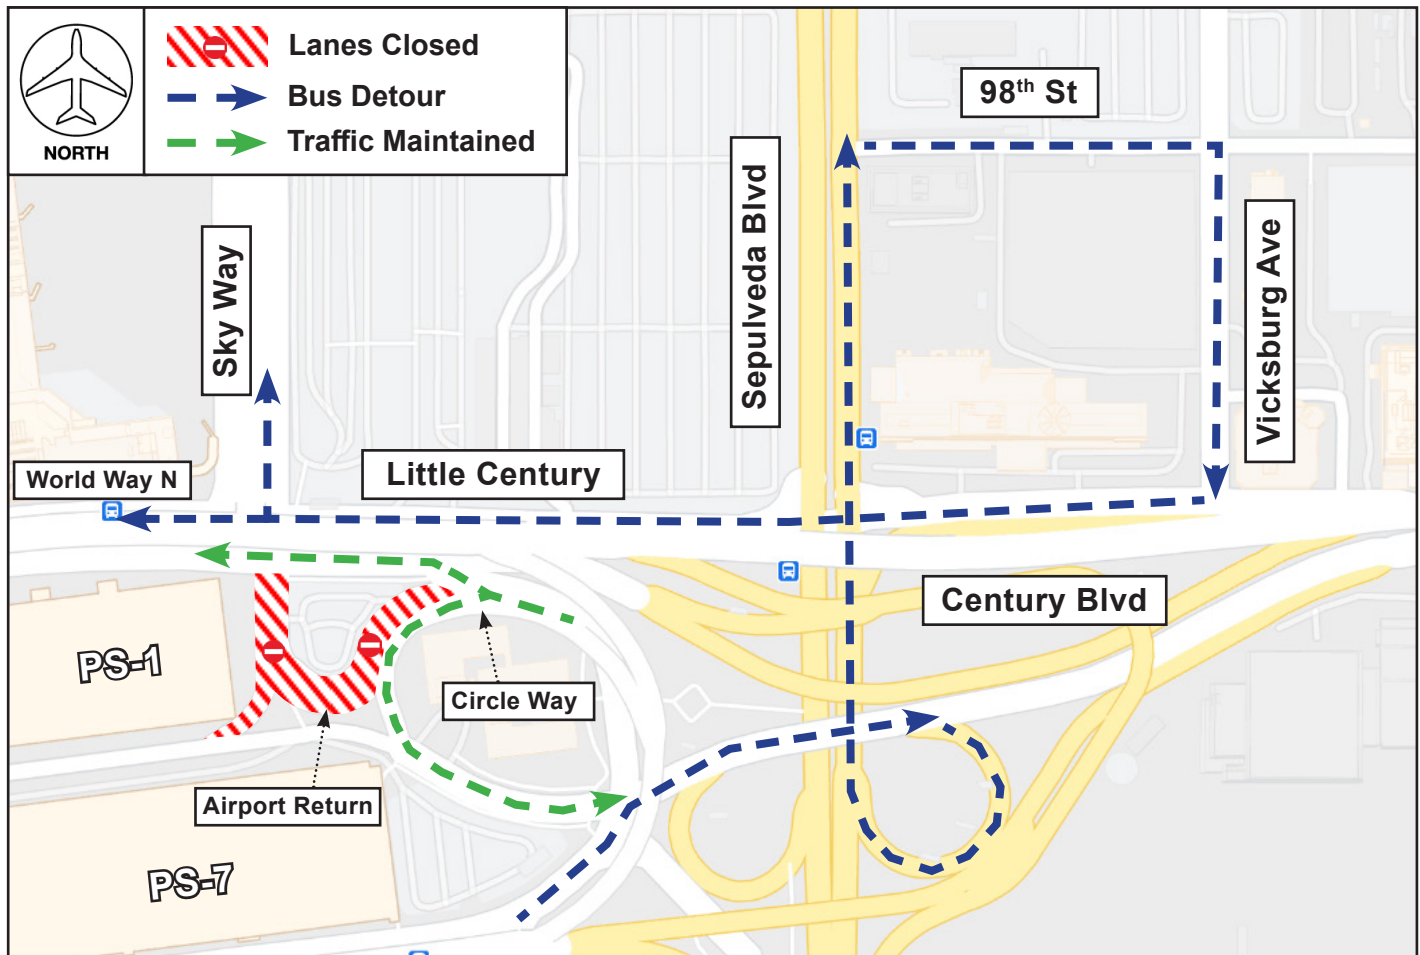 NORTH
Lanes Closed
Bus Detour
Traffic Maintained
98th St
Sepulveda Blvd
Sky Way
Vicksburg Ave
World Way N
Little Century
Century Blvd
PS-1
Circle Way
Airport Return
PS-7